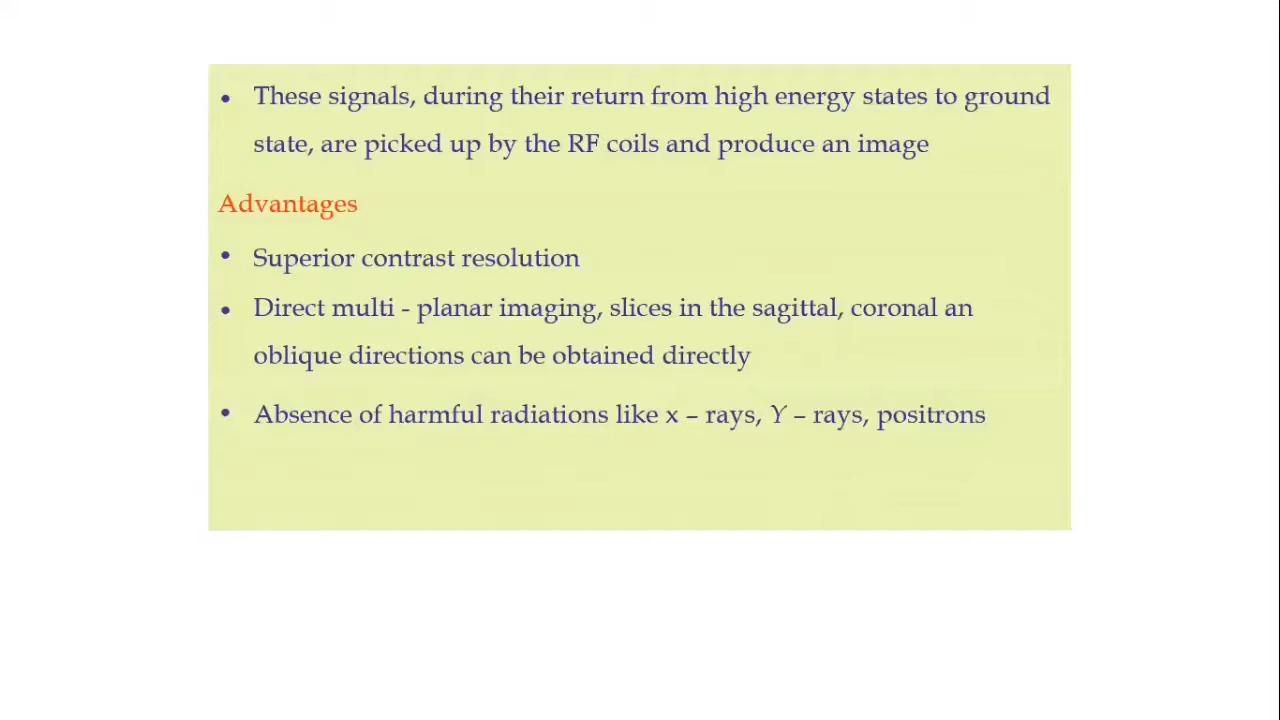 • These signals, during their return from high energy states to ground
state, are picked up by the RF coils and produce an image
Advantages
• Superior contrast resolution
• Direct multi - planar imaging, slices in the sagittal, coronal an
oblique directions can be obtained directly
• Absence of harmful radiations like x – rays, Y – rays, positrons